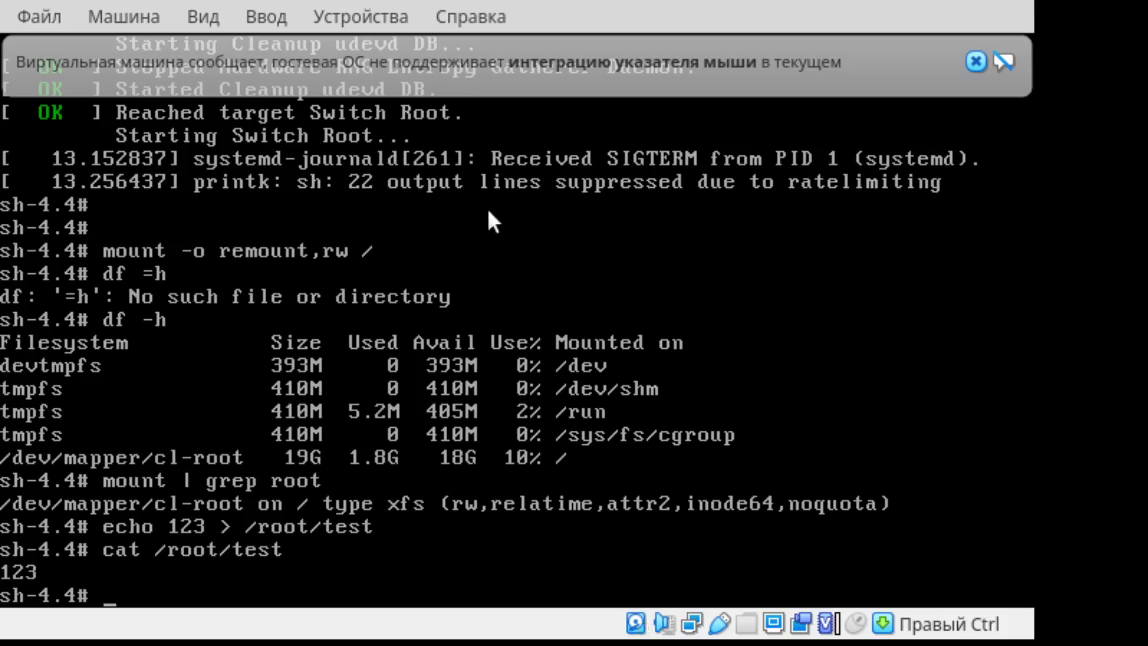 Файл Машина Вид Ввод Устройства Справка
Starting Cleanup udevd DB...
Виртуальная машина сообщает, гостевая ОС не поддерживает интеграцию указателя мыши в текущем
[ OK ] Stopped Hardware RNG Entropy Gatherer Daemon.
[ OK ] Started Cleanup udevd DB.
[ OK ] Reached target Switch Root.
Starting Switch Root...
[ 13.152837] systemd-journald[261]: Received SIGTERM from PID 1 (systemd).
[ 13.256437] printk: sh: 22 output lines suppressed due to ratelimiting
sh-4.4#
sh-4.4#
sh-4.4# mount -o remount,rw /
sh-4.4# df =h
df: '=h': No such file or directory
sh-4.4# df -h
Filesystem Size Used Avail Use% Mounted on
devtmpfs 393M 0 393M 0% /dev
tmpfs 410M 0 410M 0% /dev/shm
tmpfs 410M 5.2M 405M 2% /run
tmpfs 410M 0 410M 0% /sys/fs/cgroup
/dev/mapper/cl-root 19G 1.8G 18G 10% /
sh-4.4# mount | grep root
/dev/mapper/cl-root on / type xfs (rw,relatime,attr2,inode64,noquota)
sh-4.4# echo 123 > /root/test
sh-4.4# cat /root/test
123
sh-4.4# _
Правый Ctrl